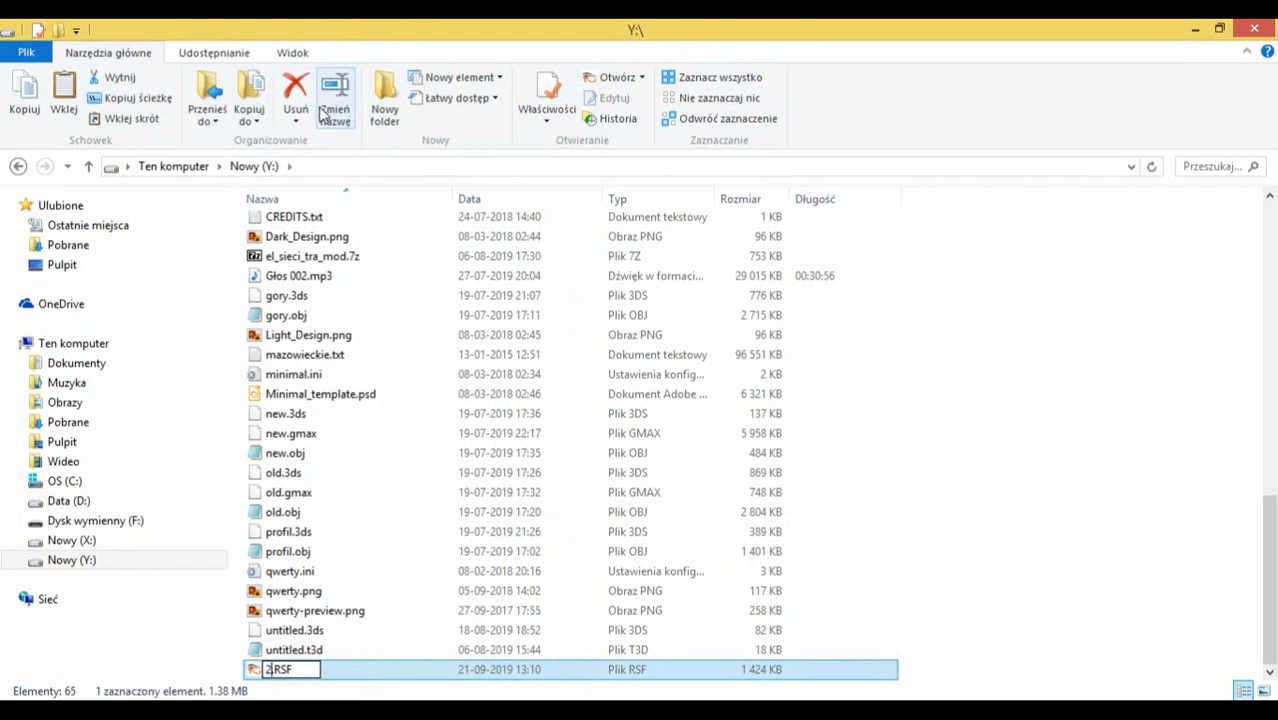 Y:\
Plik Narzędzia główne Udostępnianie Widok
Kopiuj
Wklej
Wytnij
Kopiuj ścieżkę
Wklej skrót
Schowek
Przenieś do
Kopiuj do
Usuń
Zmień nazwę
Organizowanie
Nowy folder
Nowy element
Łatwy dostęp
Nowy
Właściwości
Otwórz
Edytuj
Historia
Otwieranie
Zaznacz wszystko
Nie zaznaczaj nic
Odwróć zaznaczenie
Zaznaczanie
Ten komputer Nowy (Y:) Przeszukaj...
Ulubione
Ostatnie miejsca
Pobrane
Pulpit
OneDrive
Ten komputer
Dokumenty
Muzyka
Obrazy
Pobrane
Pulpit
Wideo
OS (C:)
Data (D:)
Dysk wymienny (F:)
Nowy (X:)
Nowy (Y:)
Sieć
Nazwa Data Typ Rozmiar Długość
CREDITS.txt 24-07-2018 14:40 Dokument tekstowy 1 KB
Dark_Design.png 08-03-2018 02:44 Obraz PNG 96 KB
el_sieci_tra_mod.7z 06-08-2019 17:30 Plik 7Z 753 KB
Głos 002.mp3 27-07-2019 20:04 Dźwięk w formaci... 29 015 KB 00:30:56
gory.3ds 19-07-2019 21:07 Plik 3DS 776 KB
gory.obj 19-07-2019 17:11 Plik OBJ 2 715 KB
Light_Design.png 08-03-2018 02:45 Obraz PNG 96 KB
mazowieckie.txt 13-01-2015 12:51 Dokument tekstowy 96 551 KB
minimal.ini 08-03-2018 02:34 Ustawienia konfig... 2 KB
Minimal_template.psd 08-03-2018 02:46 Dokument Adobe ... 6 321 KB
new.3ds 19-07-2019 17:36 Plik 3DS 137 KB
new.gmax 19-07-2019 22:17 Plik GMAX 5 958 KB
new.obj 19-07-2019 17:35 Plik OBJ 484 KB
old.3ds 19-07-2019 17:26 Plik 3DS 869 KB
old.gmax 19-07-2019 17:32 Plik GMAX 748 KB
old.obj 19-07-2019 17:20 Plik OBJ 2 804 KB
profil.3ds 19-07-2019 21:26 Plik 3DS 389 KB
profil.obj 19-07-2019 17:02 Plik OBJ 1 401 KB
qwerty.ini 08-02-2018 20:16 Ustawienia konfig... 3 KB
qwerty.png 05-09-2018 14:02 Obraz PNG 117 KB
qwerty-preview.png 27-09-2017 17:55 Obraz PNG 258 KB
untitled.3ds 18-08-2019 18:52 Plik 3DS 82 KB
untitled.t3d 06-08-2019 15:44 Plik T3D 18 KB
2.RSF 21-09-2019 13:10 Plik RSF 1 424 KB
Elementy: 65 1 zaznaczony element. 1.38 MB